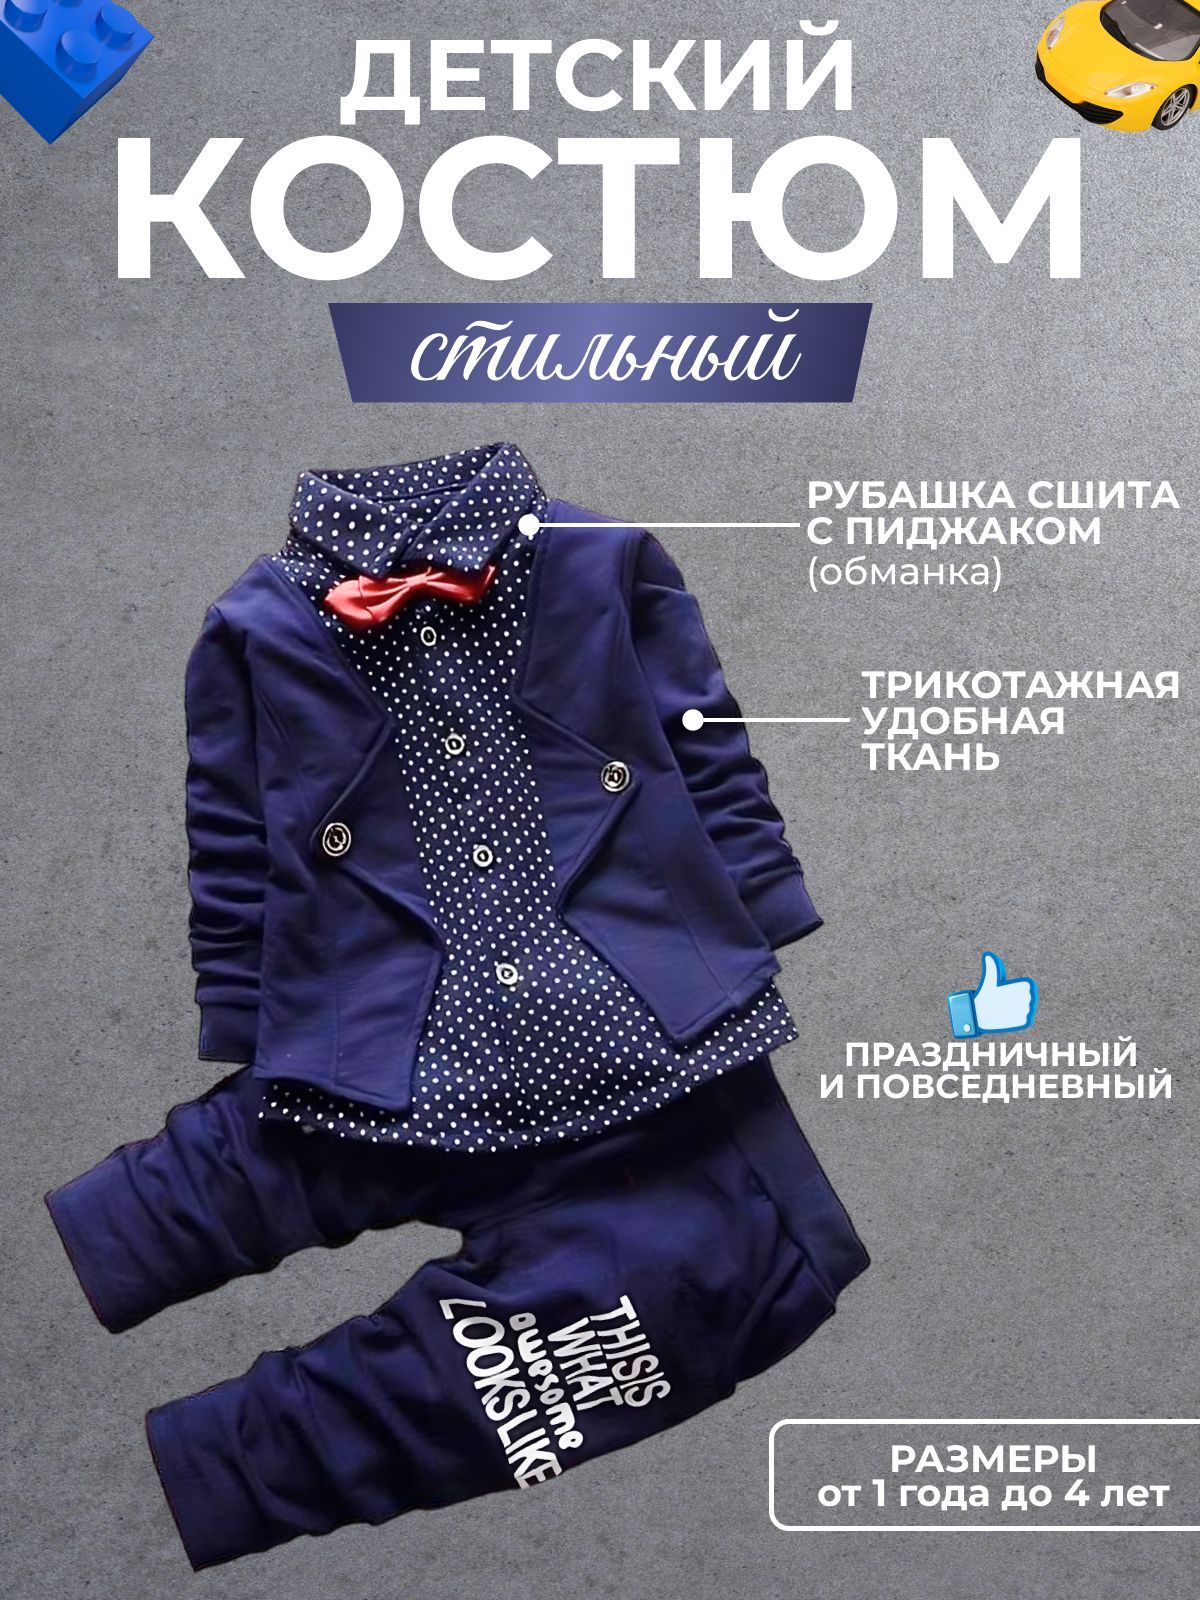 ДЕТСКИЙ
КОСТЮМ
стильный
РУБАШКА СШИТА
С ПИДЖАКОМ
(обманка)
ТРИКОТАЖНАЯ
УДОБНАЯ
ТКАНЬ
ПРАЗДНИЧНЫЙ
И ПОВСЕДНЕВНЫЙ
THIS IS
WHAT
awesome
LOOKS LIKE
РАЗМЕРЫ
от 1 года до 4 лет